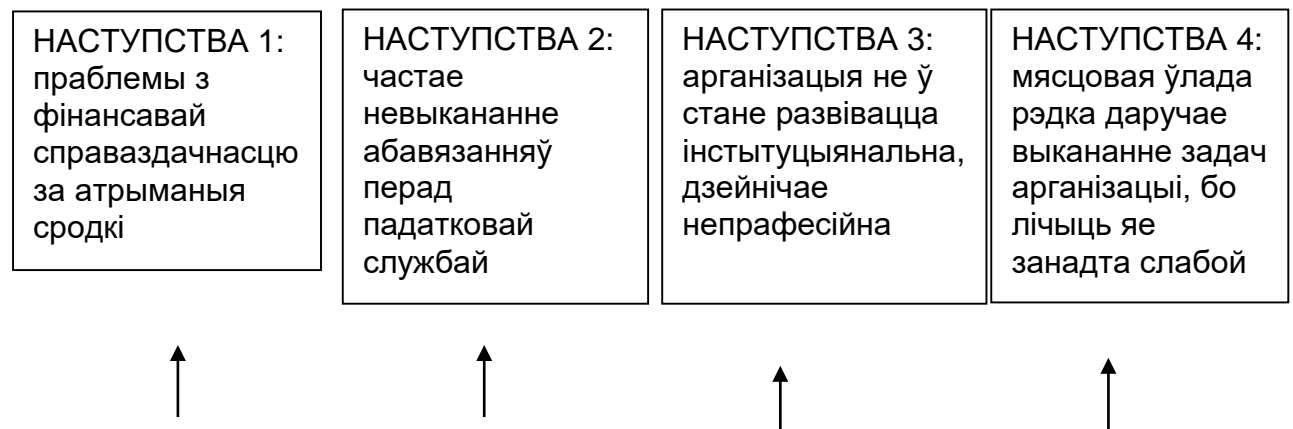 НАСТУПСТВА 1:
праблемы з
фінансавай
справаздачнасцю
за атрыманыя
сродкі
НАСТУПСТВА 2:
частае
невыкананне
абавязанняў
перад
падатковай
службай
НАСТУПСТВА 3:
арганізацыя не ў
стане развівацца
інстытуцыянальна,
дзейнічае
непрафесійна
НАСТУПСТВА 4:
мясцовая ўлада
рэдка даручае
выкананне задач
арганізацыі, бо
лічыць яе
занадта слабой